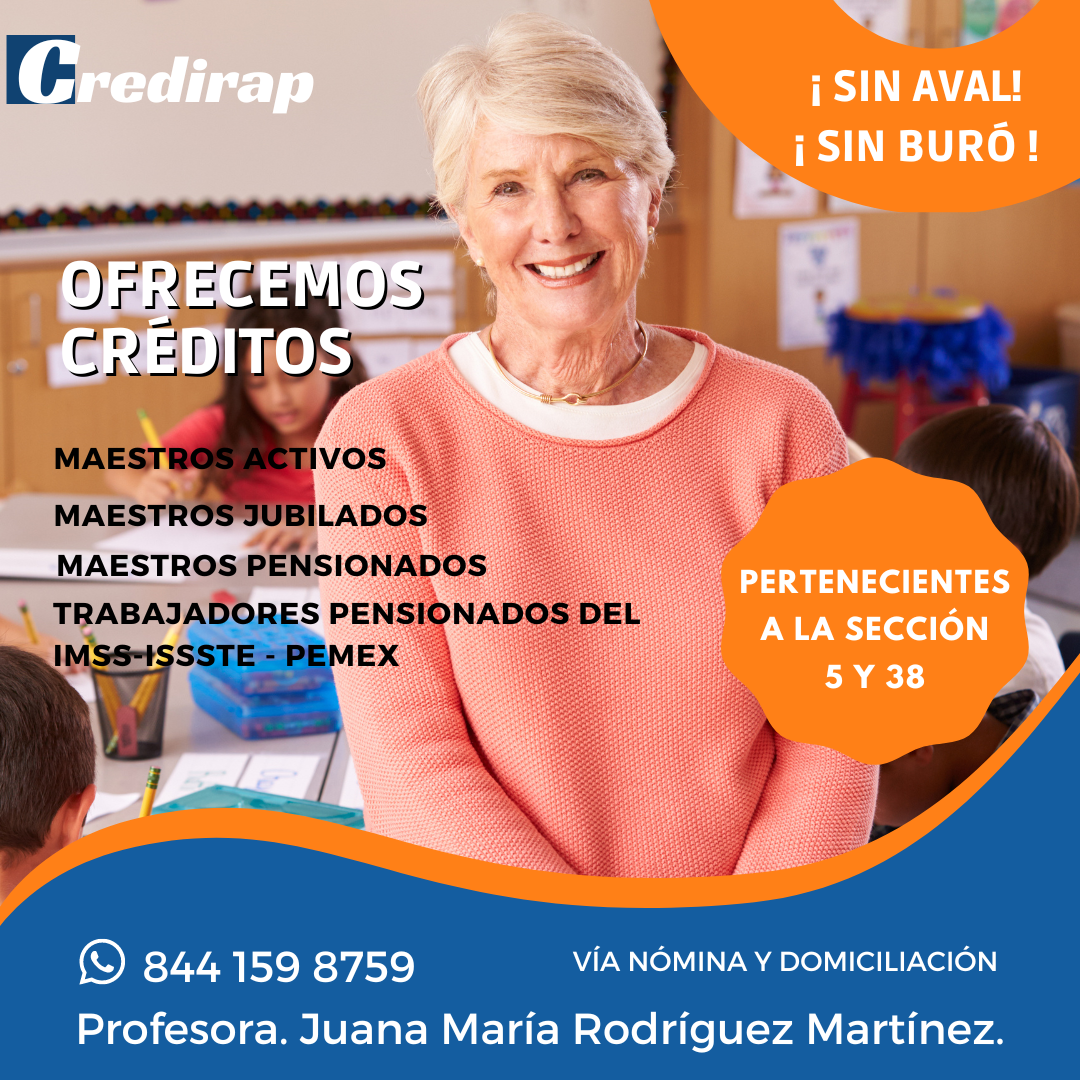 Credirap
¡ SIN AVAL!
¡ SIN BURÓ !
OFRECEMOS
CRÉDITOS
MAESTROS ACTIVOS
MAESTROS JUBILADOS
MAESTROS PENSIONADOS
TRABAJADORES PENSIONADOS DEL
IMSS-ISSSTE - PEMEX
PERTENECIENTES
A LA SECCIÓN
5 Y 38
844 159 8759
VÍA NÓMINA Y DOMICILIACIÓN
Profesora. Juana María Rodríguez Martínez.